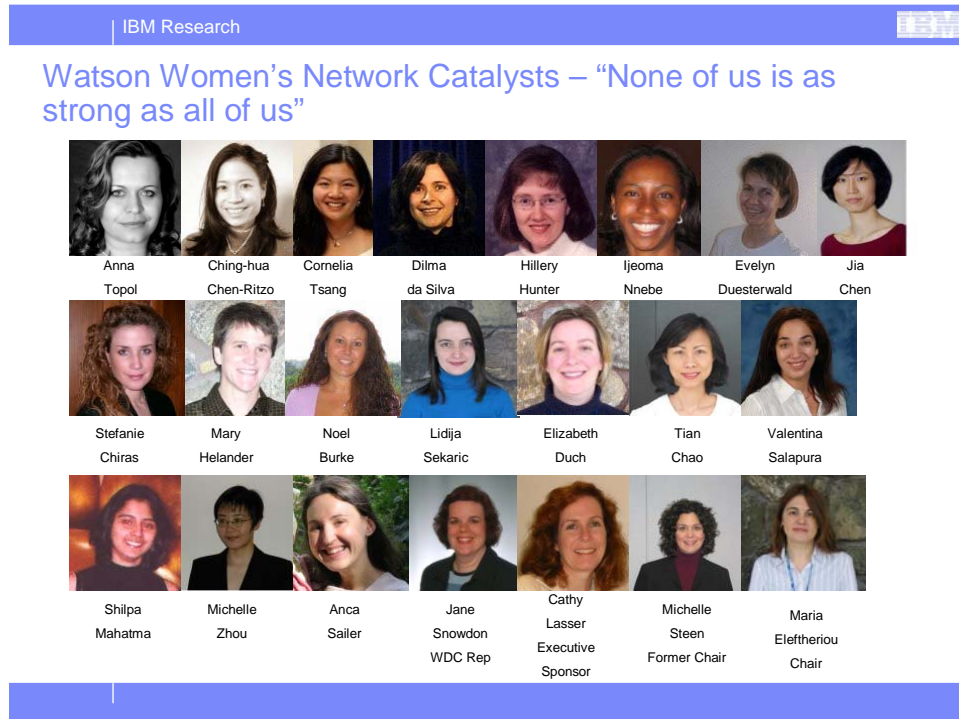 IBM Research
IBM
Watson Women's Network Catalysts – “None of us is as
strong as all of us”
Anna Ching-hua Cornelia Dilma Hillery Ijeoma Evelyn Jia
Topol Chen-Ritzo Tsang da Silva Hunter Nnebe Duesterwald Chen
Stefanie Mary Noel Lidija Elizabeth Tian Valentina
Chiras Helander Burke Sekaric Duch Chao Salapura
Shilpa Michelle Anca Jane Cathy Michelle Maria
Mahatma Zhou Sailer Snowdon Lasser Steen Eleftheriou
WDC Rep Executive Former Chair Chair
Sponsor